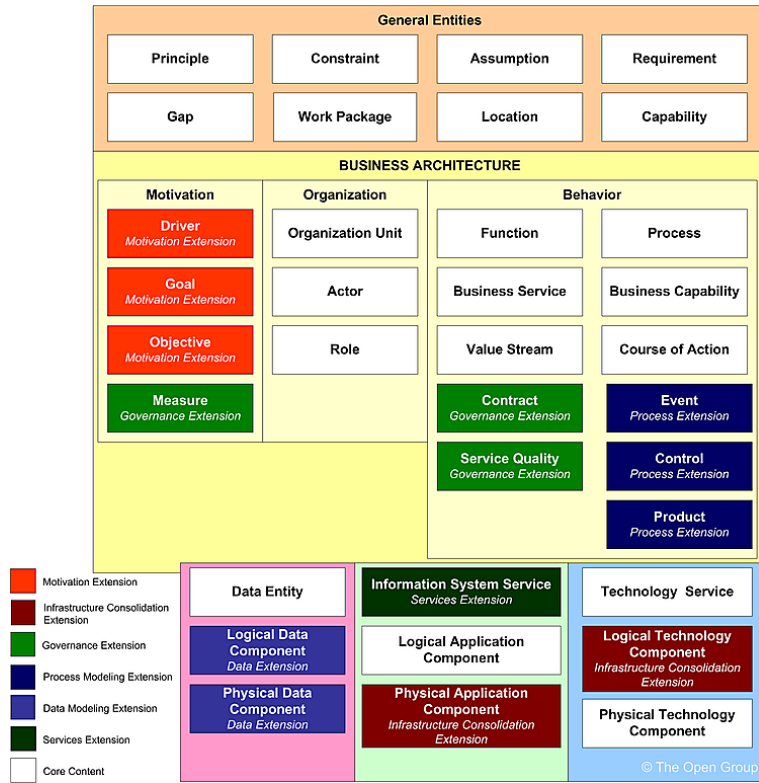 General Entities
Principle
Constraint
Assumption
Requirement
Gap
Work Package
Location
Capability
BUSINESS ARCHITECTURE
Motivation
Organization
Behavior
Driver
Motivation Extension
Organization Unit
Function
Process
Goal
Motivation Extension
Actor
Business Service
Business Capability
Objective
Motivation Extension
Role
Value Stream
Course of Action
Measure
Governance Extension
Contract
Governance Extension
Event
Process Extension
Service Quality
Governance Extension
Control
Process Extension
Product
Process Extension
Motivation Extension
Infrastructure Consolidation
Extension
Governance Extension
Process Modeling Extension
Data Modeling Extension
Services Extension
Core Content
Data Entity
Logical Data
Component
Data Extension
Physical Data
Component
Data Extension
Information System Service
Services Extension
Logical Application
Component
Physical Application
Component
Infrastructure Consolidation
Extension
Technology Service
Logical Technology
Component
Infrastructure Consolidation
Extension
Physical Technology
Component
© The Open Group